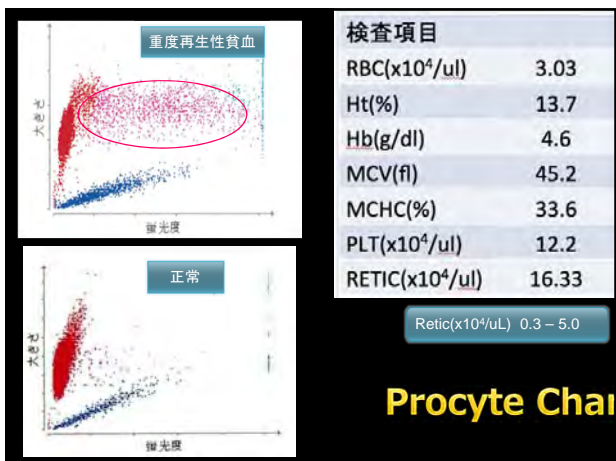 重度再生性貧血
大きさ
蛍光度
正常
大きさ
蛍光度
検査項目
RBC(x10⁴/ul) 3.03
Ht(%) 13.7
Hb(g/dl) 4.6
MCV(fl) 45.2
MCHC(%) 33.6
PLT(x10⁴/ul) 12.2
RETIC(x10⁴/ul) 16.33
Retic(x10⁴/uL) 0.3 – 5.0
Procyte Char